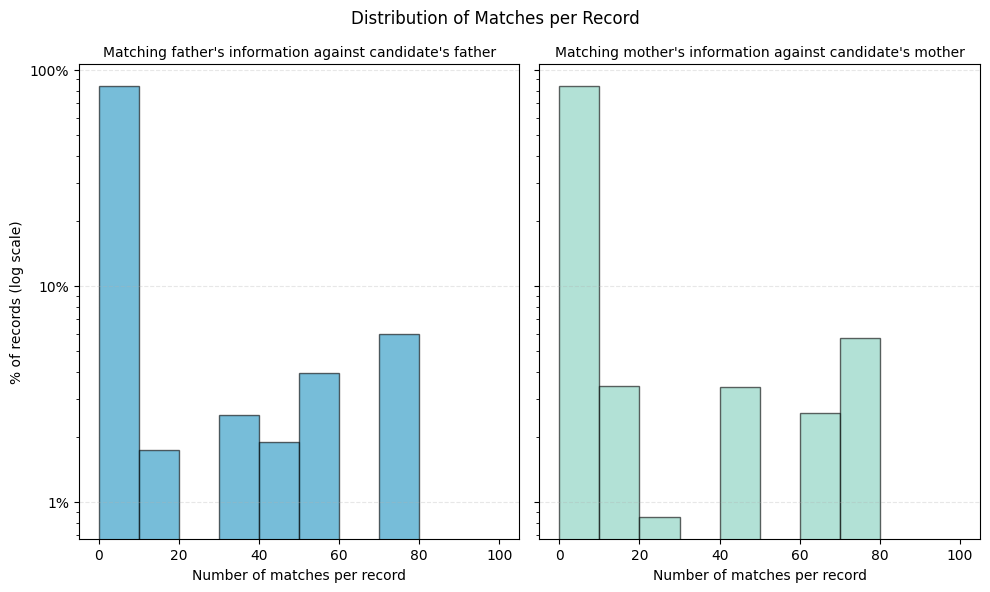 Distribution of Matches per Record
Matching father's information against candidate's father
Matching mother's information against candidate's mother
% of records (log scale)
100%
10%
1%
0 20 40 60 80 100
0 20 40 60 80 100
Number of matches per record
Number of matches per record